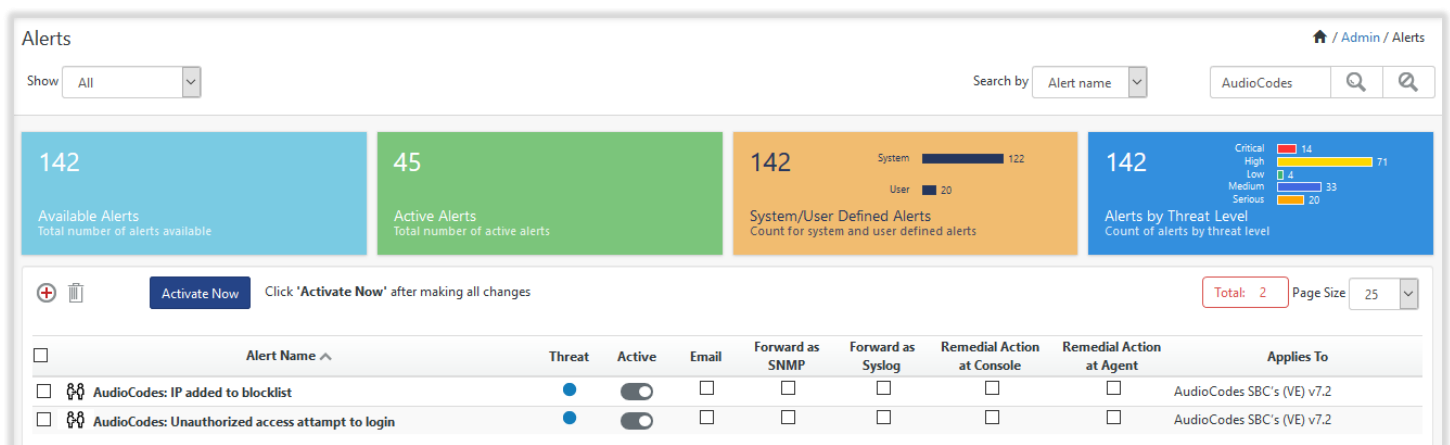 Alerts
/ Admin / Alerts
Show All
Search by Alert name AudioCodes
142
Available Alerts
Total number of alerts available
45
Active Alerts
Total number of active alerts
142
System 122
User 20
System/User Defined Alerts
Count for system and user defined alerts
142
Critical 14
High 71
Low 4
Medium 33
Serious 20
Alerts by Threat Level
Count of alerts by threat level
Activate Now Click 'Activate Now' after making all changes
Total: 2 Page Size 25
Alert Name Threat Active Email Forward as SNMP Forward as Syslog Remedial Action at Console Remedial Action at Agent Applies To
AudioCodes: IP added to blocklist AudioCodes SBC's (VE) v7.2
AudioCodes: Unauthorized access attampt to login AudioCodes SBC's (VE) v7.2